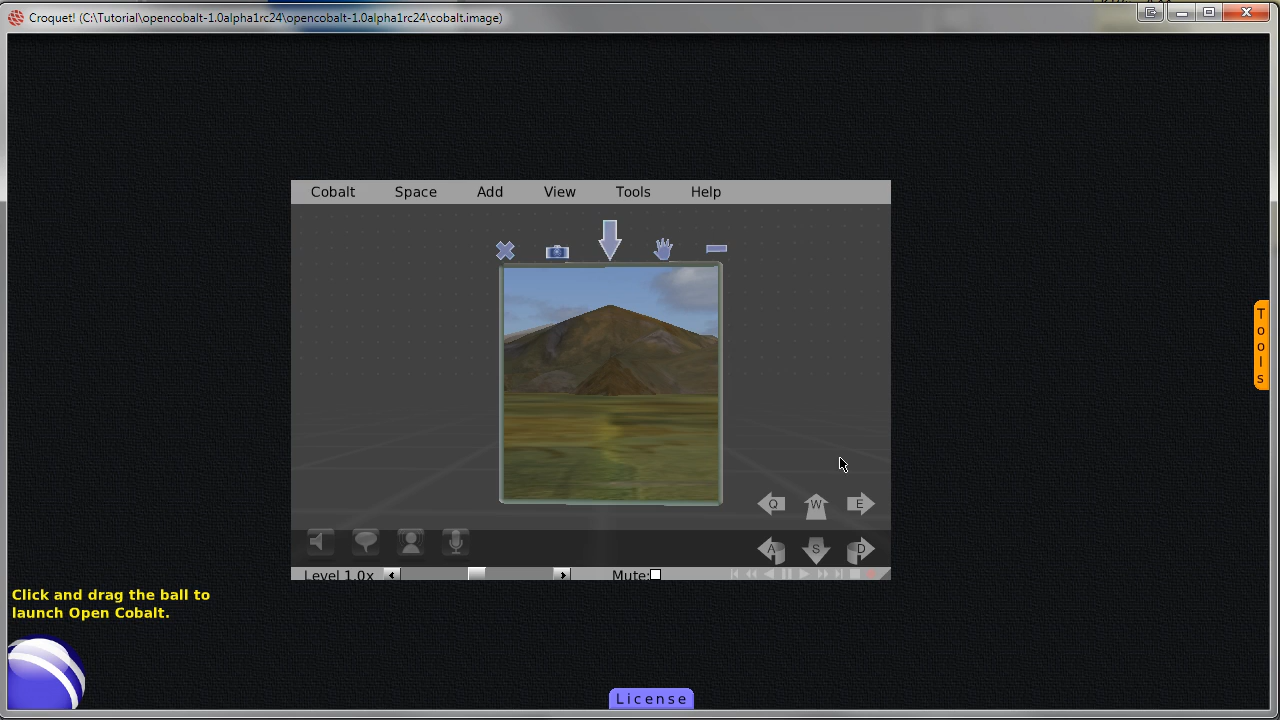 Croquet! (C:\Tutorial\opencobalt-1.0alpha1rc24\opencobalt-1.0alpha1rc24\cobalt.image)
Cobalt Space Add View Tools Help
Tools
Q W E
A S D
Level 1.0x Mute:
Click and drag the ball to
launch Open Cobalt.
License